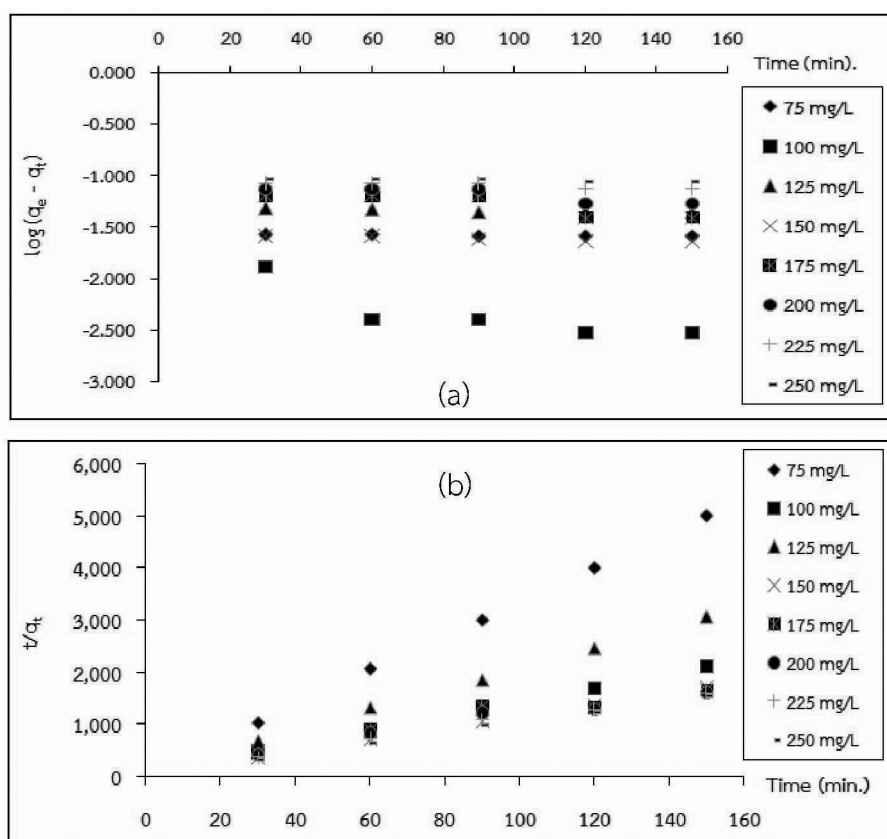 0 20 40 60 80 100 120 140 160
Time (min).
0.000
-0.500
-1.000
-1.500
-2.000
-2.500
-3.000
log (qe - qt)
75 mg/L
100 mg/L
125 mg/L
150 mg/L
175 mg/L
200 mg/L
225 mg/L
250 mg/L
(a)
6,000
5,000
4,000
3,000
2,000
1,000
0
t/qt
(b)
75 mg/L
100 mg/L
125 mg/L
150 mg/L
175 mg/L
200 mg/L
225 mg/L
250 mg/L
Time (min.)
0 20 40 60 80 100 120 140 160